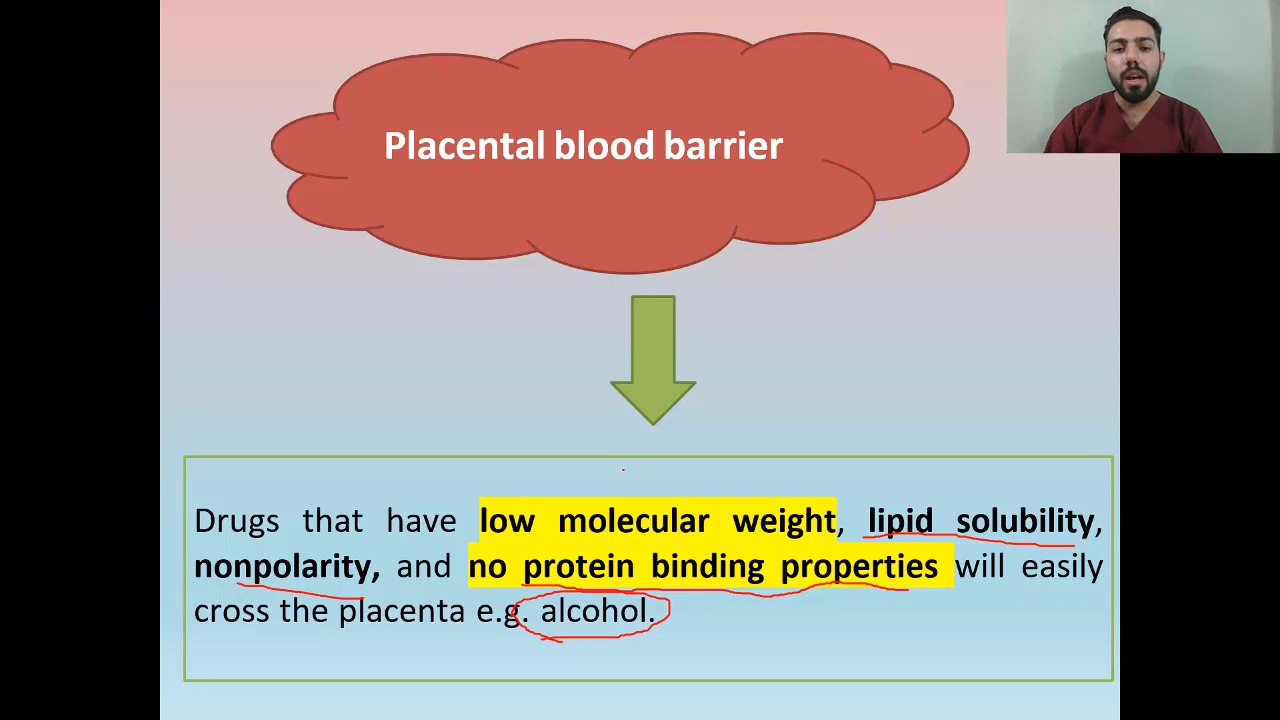 Placental blood barrier
Drugs that have low molecular weight, lipid solubility,
nonpolarity, and no protein binding properties will easily
cross the placenta e.g. alcohol.